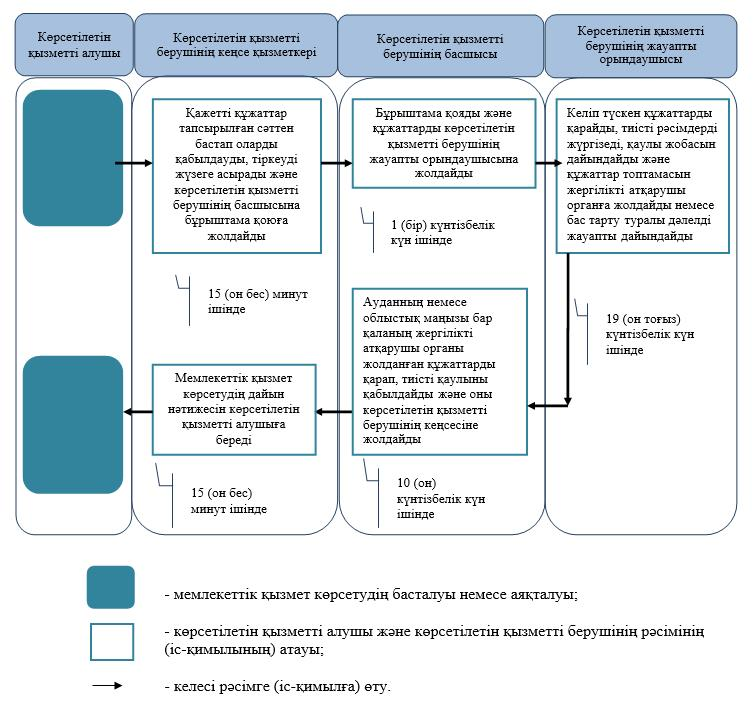 Көрсетілетін
қызметті алушы
Көрсетілетін қызметті
берушінің кеңсе қызметкері
Көрсетілетін қызметті
берушінің басшысы
Көрсетілетін қызметті
берушінің жауапты
орындаушысы
Қажетті құжаттар
тапсырылған сәттен
бастап оларды
қабылдауды, тіркеуді
жүзеге асырады және
көрсетілетін қызметті
берушінің басшысына
бұрыштама қоюға
жолдайды
Бұрыштама қояды және
құжаттарды көрсетілетін
қызметті берушінің
жауапты орындаушысына
жолдайды
Келіп түскен құжаттарды
қарайды, тиісті рәсімдерді
жүргізеді, қаулы жобасын
дайындайды және
құжаттар топтамасын
жергілікті атқарушы
органға жолдайды немесе
бас тарту туралы дәлелді
жауапты дайындайды
15 (он бес) минут
ішінде
1 (бір) күнтізбелік
күн ішінде
19 (он тоғыз)
күнтізбелік күн
ішінде
Ауданның немесе
облыстық маңызы бар
қаланың жергілікті
атқарушы органы
жолданған құжаттарды
қарап, тиісті қаулыны
қабылдайды және оны
көрсетілетін қызметті
берушінің кеңсесіне
жолдайды
Мемлекеттік қызмет
көрсетудің дайын
нәтижесін көрсетілетін
қызметті алушыға
береді
15 (он бес)
минут ішінде
10 (он)
күнтізбелік күн
ішінде
- мемлекеттік қызмет көрсетудің басталуы немесе аяқталуы;
- көрсетілетін қызметті алушы және көрсетілетін қызметті берушінің рәсімінің
(іс-қимылының) атауы;
- келесі рәсімге (іс-қимылға) өту.